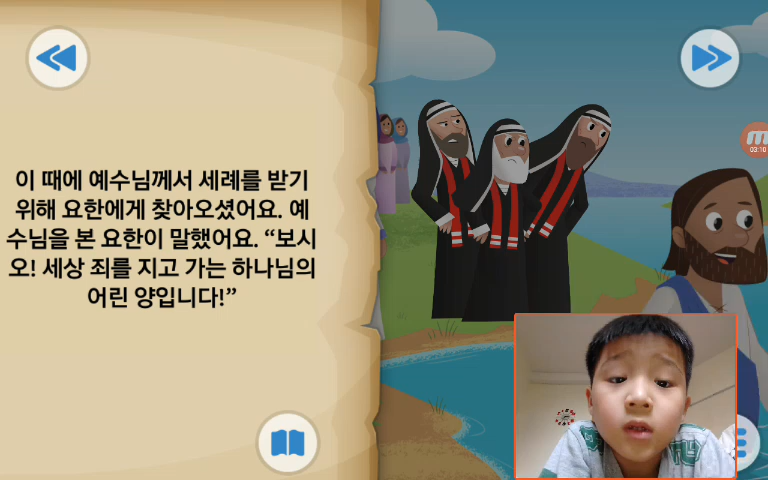 이 때에 예수님께서 세례를 받기
위해 요한에게 찾아오셨어요. 예
수님을 본 요한이 말했어요. “보시
오! 세상 죄를 지고 가는 하나님의
어린 양입니다!”
03:10